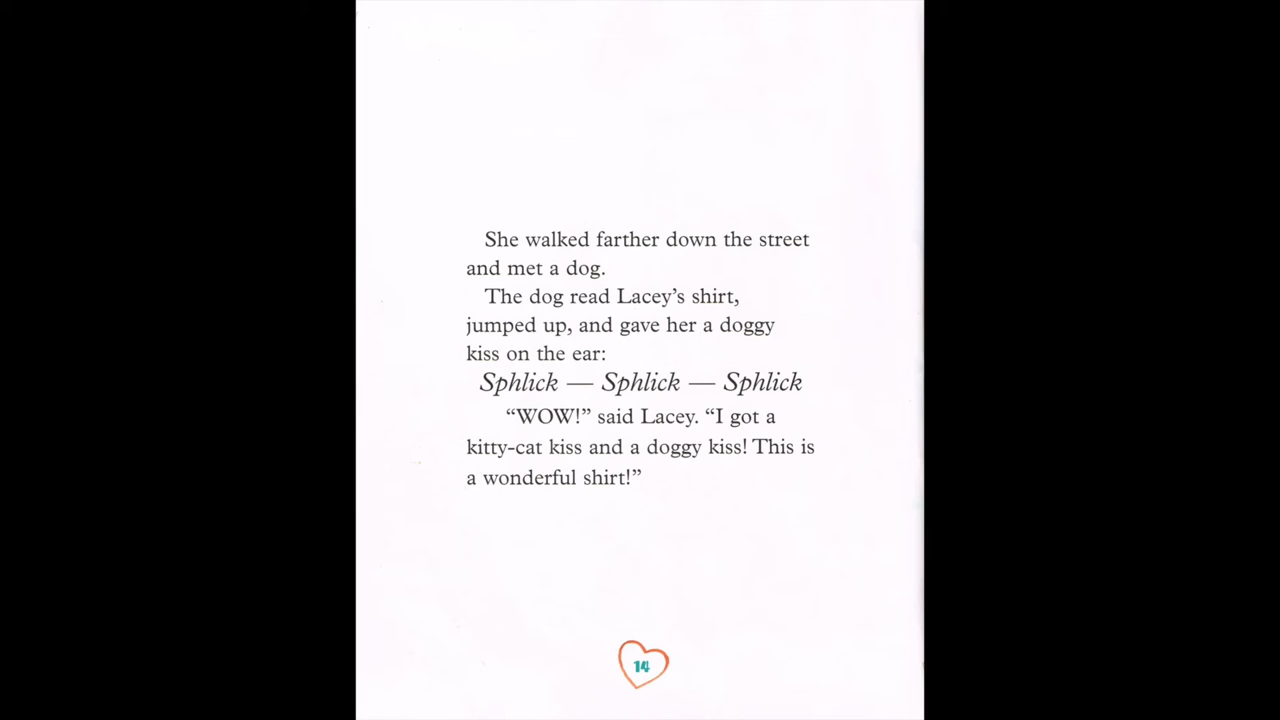 She walked farther down the street
and met a dog.
The dog read Lacey’s shirt,
jumped up, and gave her a doggy
kiss on the ear:
Sphlick — Sphlick — Sphlick
“WOW!” said Lacey. “I got a
kitty-cat kiss and a doggy kiss! This is
a wonderful shirt!”
14